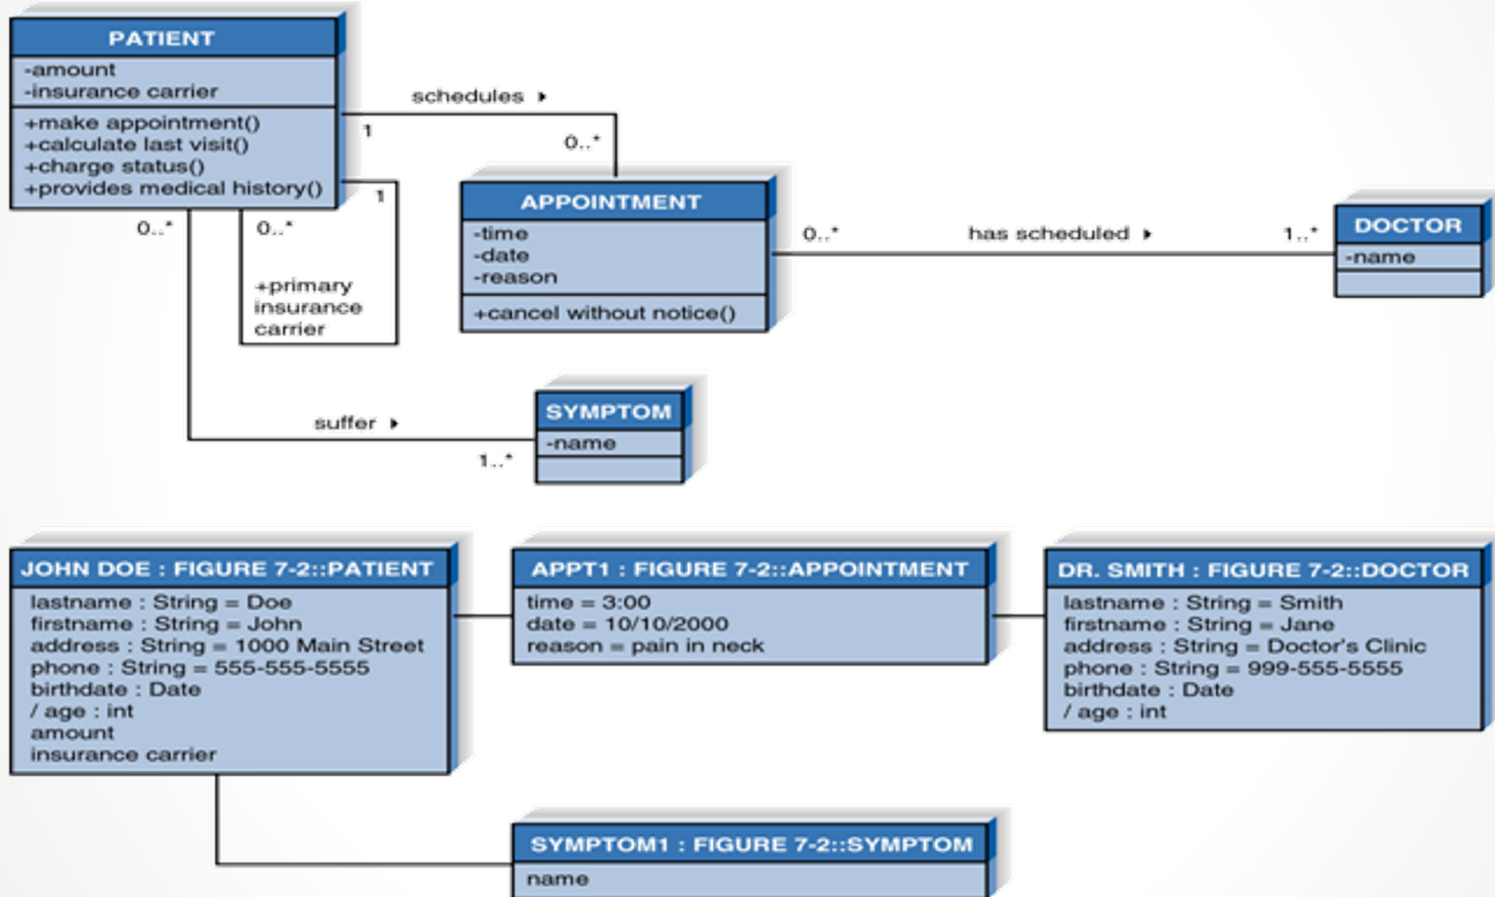 PATIENT
-amount
-insurance carrier
+make appointment()
+calculate last visit()
+charge status()
+provides medical history()
schedules
1
0..*
1
0..*
0..*
+primary
insurance
carrier
APPOINTMENT
-time
-date
-reason
+cancel without notice()
0..*
has scheduled
1..*
DOCTOR
-name
suffer
1..*
SYMPTOM
-name
JOHN DOE : FIGURE 7-2::PATIENT
lastname : String = Doe
firstname : String = John
address : String = 1000 Main Street
phone : String = 555-555-5555
birthdate : Date
/ age : int
amount
insurance carrier
APPT1 : FIGURE 7-2::APPOINTMENT
time = 3:00
date = 10/10/2000
reason = pain in neck
DR. SMITH : FIGURE 7-2::DOCTOR
lastname : String = Smith
firstname : String = Jane
address : String = Doctor's Clinic
phone : String = 999-555-5555
birthdate : Date
/ age : int
SYMPTOM1 : FIGURE 7-2::SYMPTOM
name